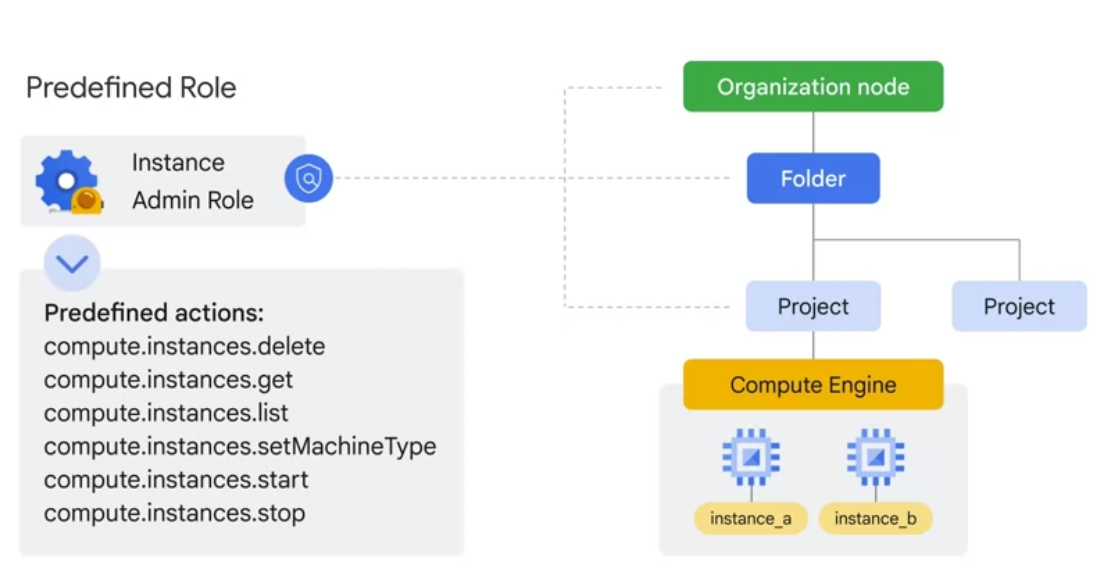 Predefined Role
Instance
Admin Role
Predefined actions:
compute.instances.delete
compute.instances.get
compute.instances.list
compute.instances.setMachineType
compute.instances.start
compute.instances.stop
Organization node
Folder
Project
Project
Compute Engine
instance_a
instance_b